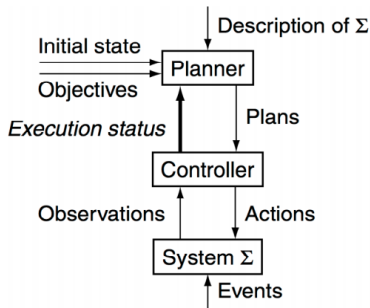 Description of Σ
Initial state
Planner
Objectives
Execution status
Plans
Controller
Observations
Actions
System Σ
Events